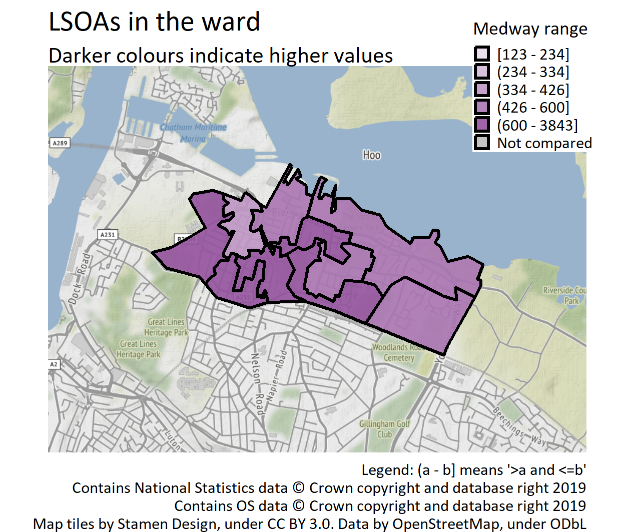 LSOAs in the ward
Darker colours indicate higher values
Medway range
[123 - 234]
(234 - 334]
(334 - 426]
(426 - 600]
(600 - 3843]
Not compared
Chatham Maritime
Marina
Hoo
A289
A231
Dock Road
Great Lines
Heritage Park
Great Lines
Heritage Park
A2
Nelson Road
Napier Road
Woodlands Ro
Cemetery
Gillingham Golf
Club
Beechings Way
Riverside Cou
Park
Legend: (a - b] means '>a and <=b'
Contains National Statistics data © Crown copyright and database right 2019
Contains OS data © Crown copyright and database right 2019
Map tiles by Stamen Design, under CC BY 3.0. Data by OpenStreetMap, under ODbL